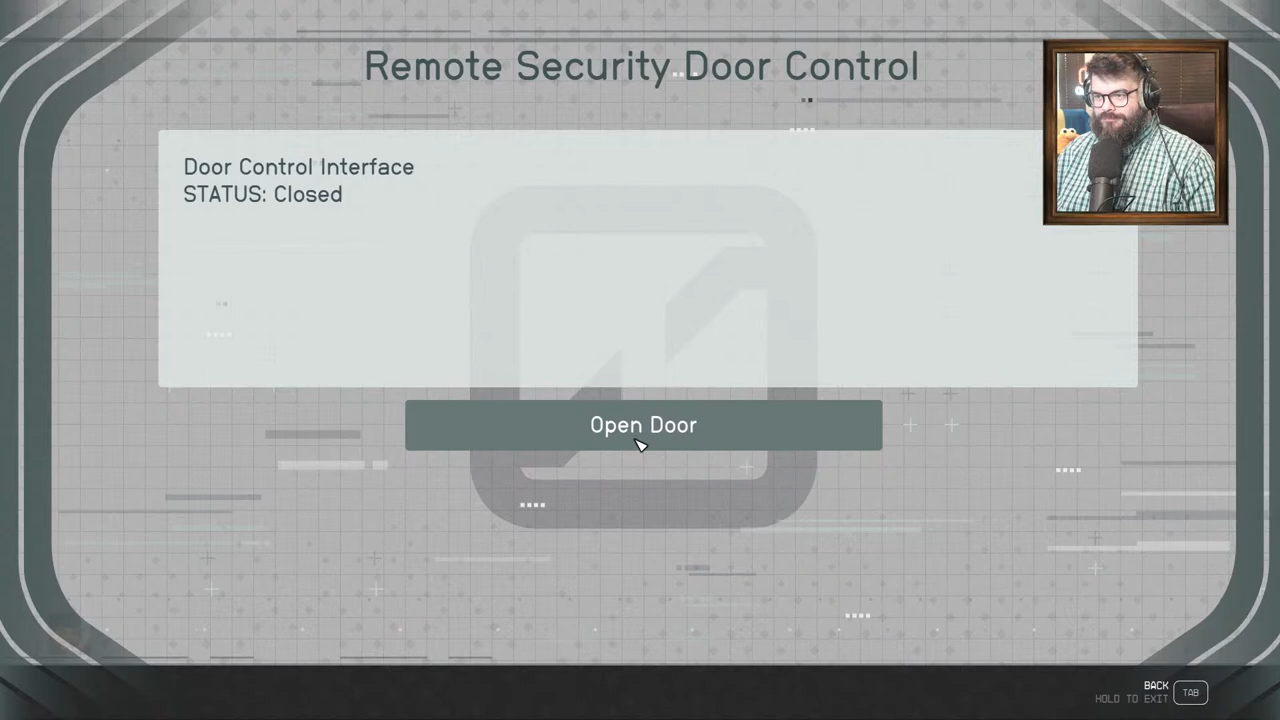 Remote Security Door Control
Door Control Interface
STATUS: Closed
Open Door
BACK
HOLD TO EXIT
TAB